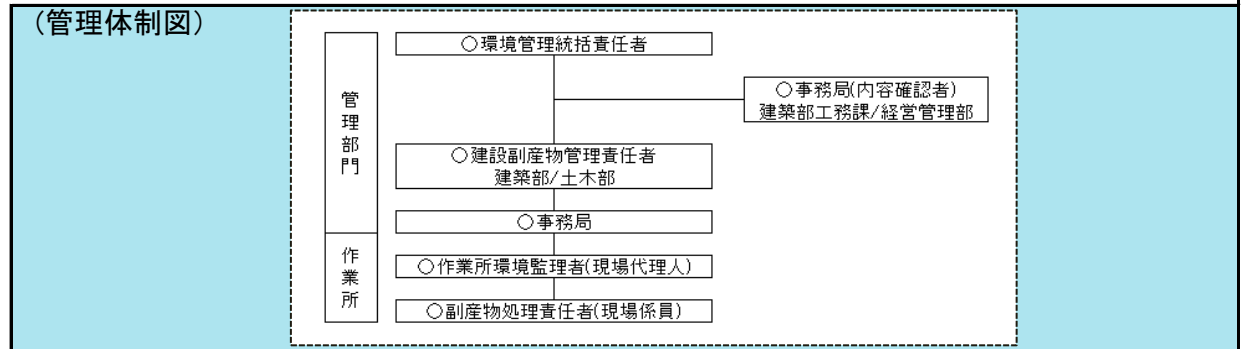 （管理体制図）
管理部門
○環境管理統括責任者
○事務局(内容確認者)
建築部工務課/経営管理部
○建設副産物管理責任者
建築部/土木部
○事務局
作業所
○作業所環境監理者(現場代理人)
○副産物処理責任者(現場係員)